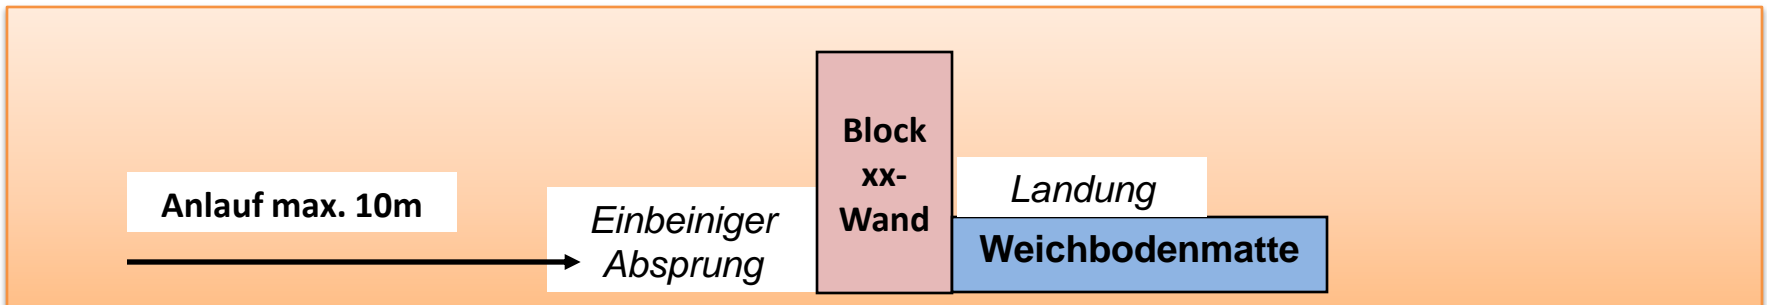 Anlauf max. 10m
Einbeiniger
Absprung
Block
xx-
Wand
Landung
Weichbodenmatte